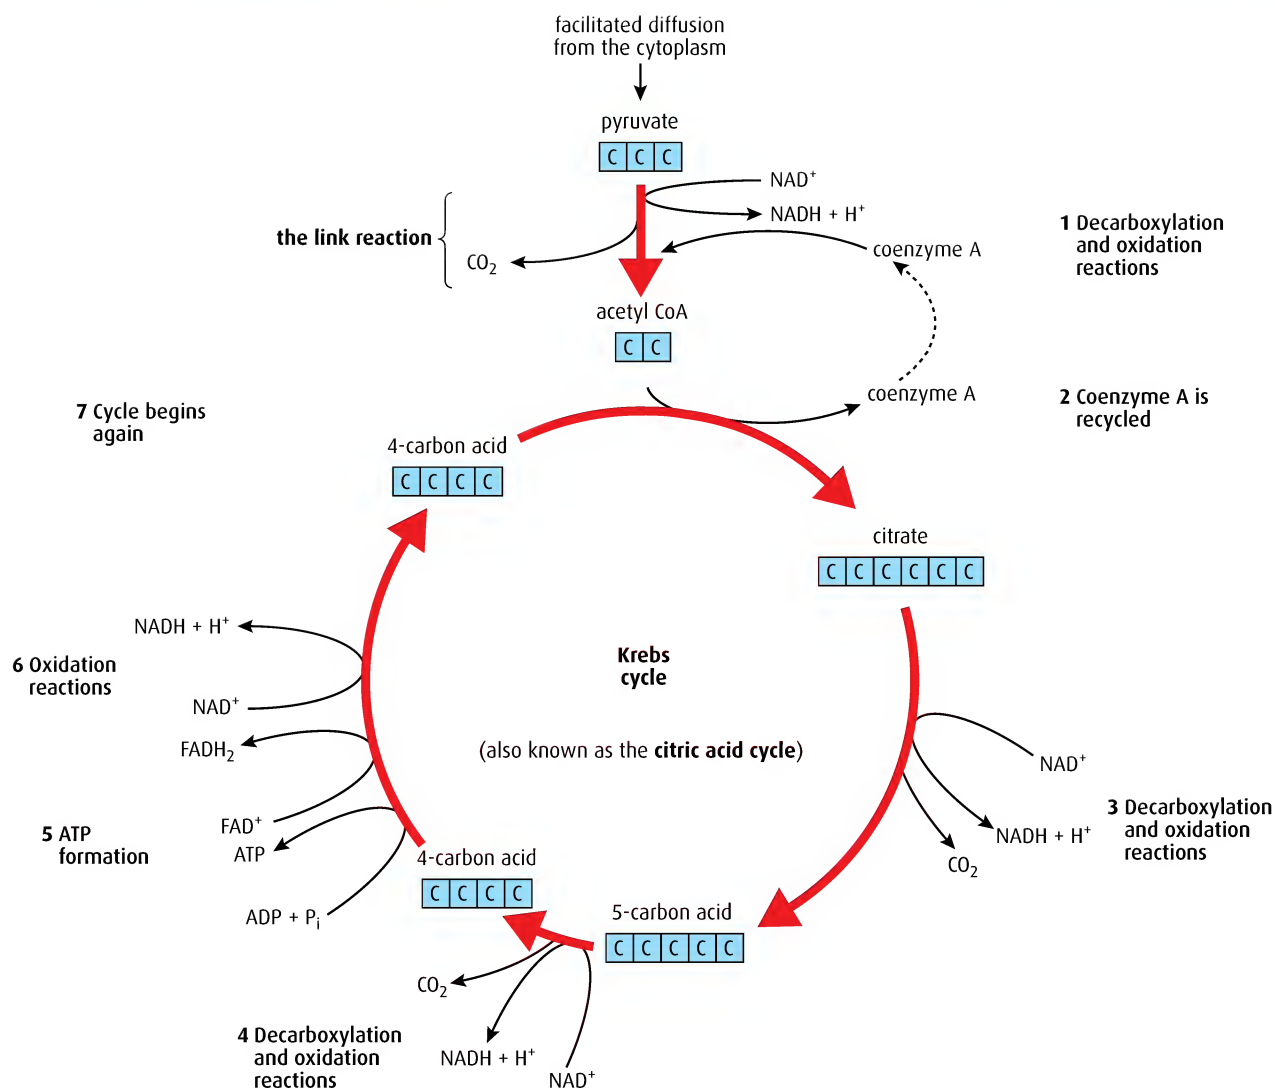 facilitated diffusion
from the cytoplasm
pyruvate
C C C
NAD⁺
NADH + H⁺
the link reaction
CO₂
coenzyme A
1 Decarboxylation
and oxidation
reactions
acetyl CoA
C C
coenzyme A
2 Coenzyme A is
recycled
7 Cycle begins
again
4-carbon acid
C C C C
citrate
C C C C C C
NADH + H⁺
6 Oxidation
reactions
NAD⁺
FADH₂
Krebs
cycle
(also known as the citric acid cycle)
NAD⁺
3 Decarboxylation
and oxidation
reactions
NADH + H⁺
CO₂
FAD⁺
5 ATP
formation
ATP
ADP + Pᵢ
4-carbon acid
C C C C
5-carbon acid
C C C C C
CO₂
4 Decarboxylation
and oxidation
reactions
NADH + H⁺
NAD⁺